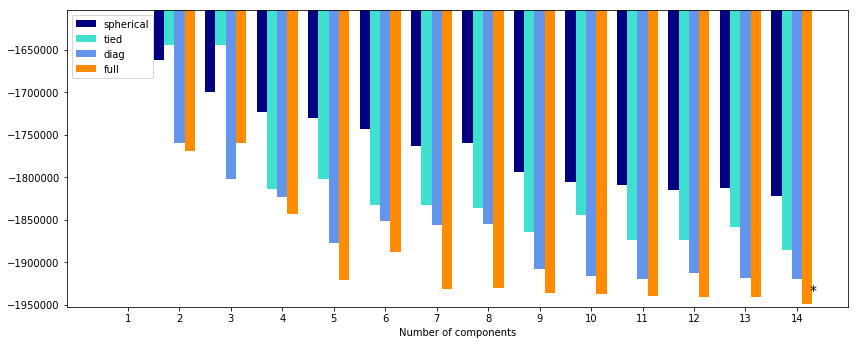 spherical
tied
diag
full
−1650000
−1700000
−1750000
−1800000
−1850000
−1900000
−1950000
*
1 2 3 4 5 6 7 8 9 10 11 12 13 14
Number of components